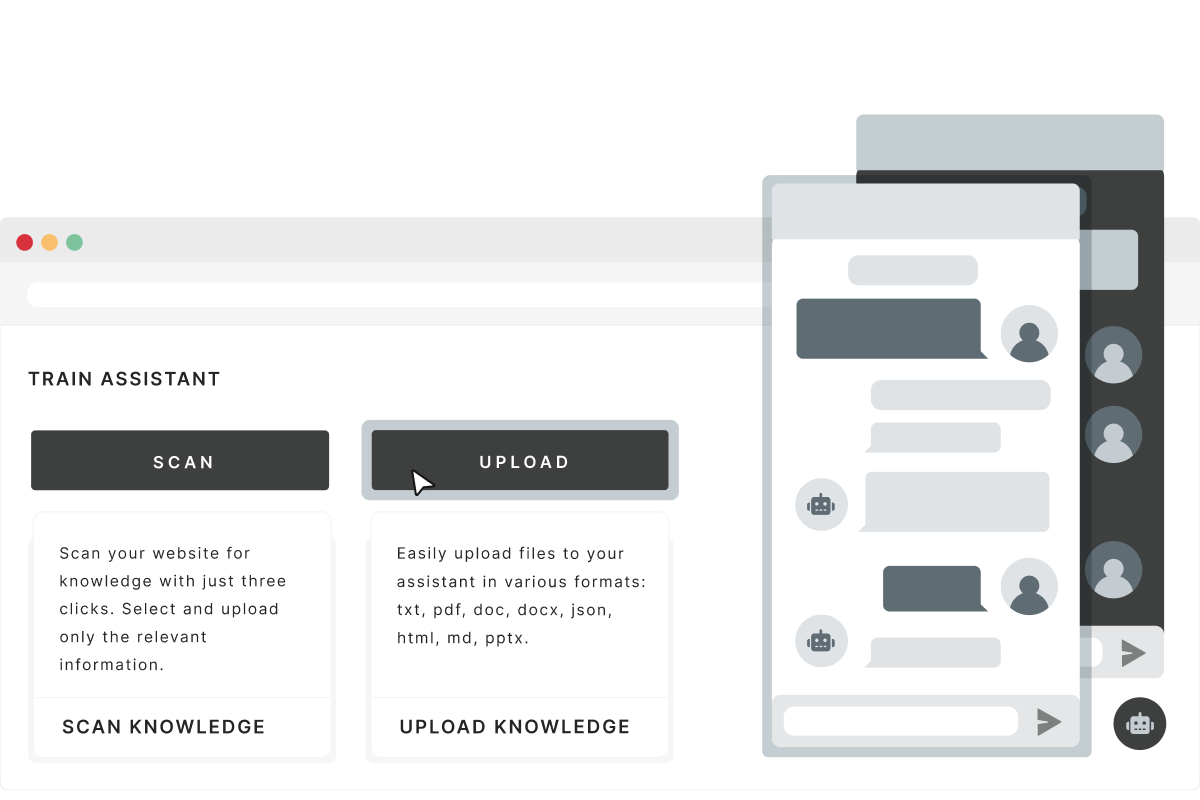 TRAIN ASSISTANT
SCAN
UPLOAD
Scan your website for
knowledge with just three
clicks. Select and upload
only the relevant
information.
SCAN KNOWLEDGE
Easily upload files to your
assistant in various formats:
txt, pdf, doc, docx, json,
html, md, pptx.
UPLOAD KNOWLEDGE